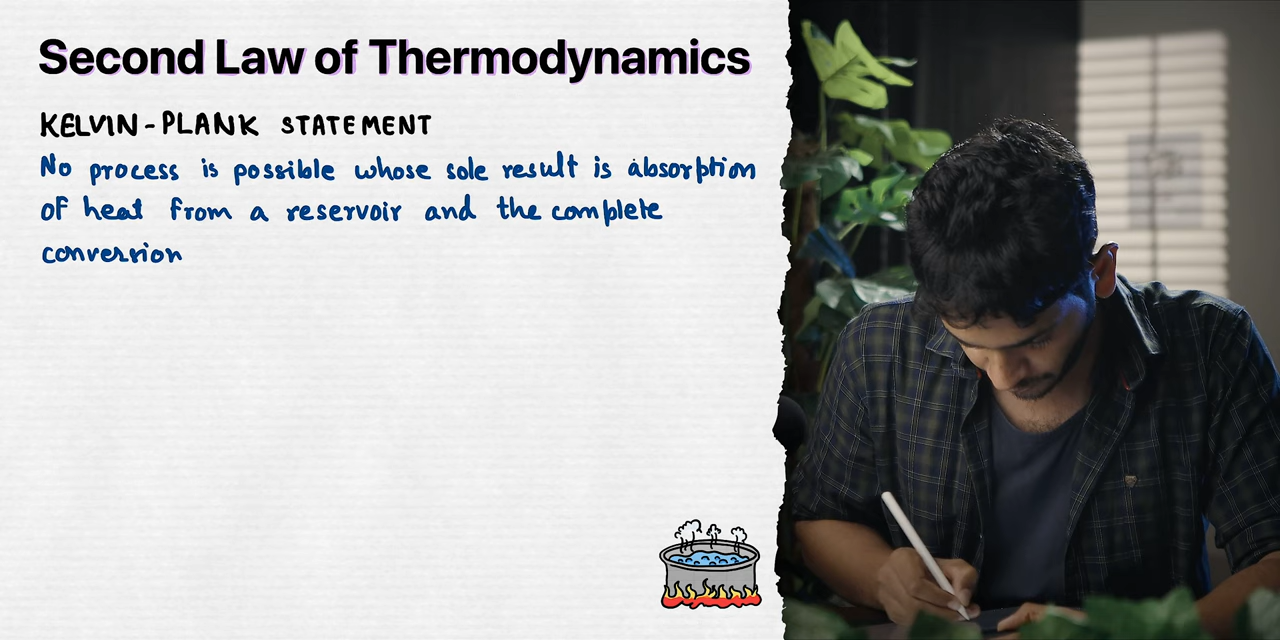 Second Law of Thermodynamics
KELVIN-PLANK STATEMENT
No process is possible whose sole result is absorption
of heat from a reservoir and the complete
conversion